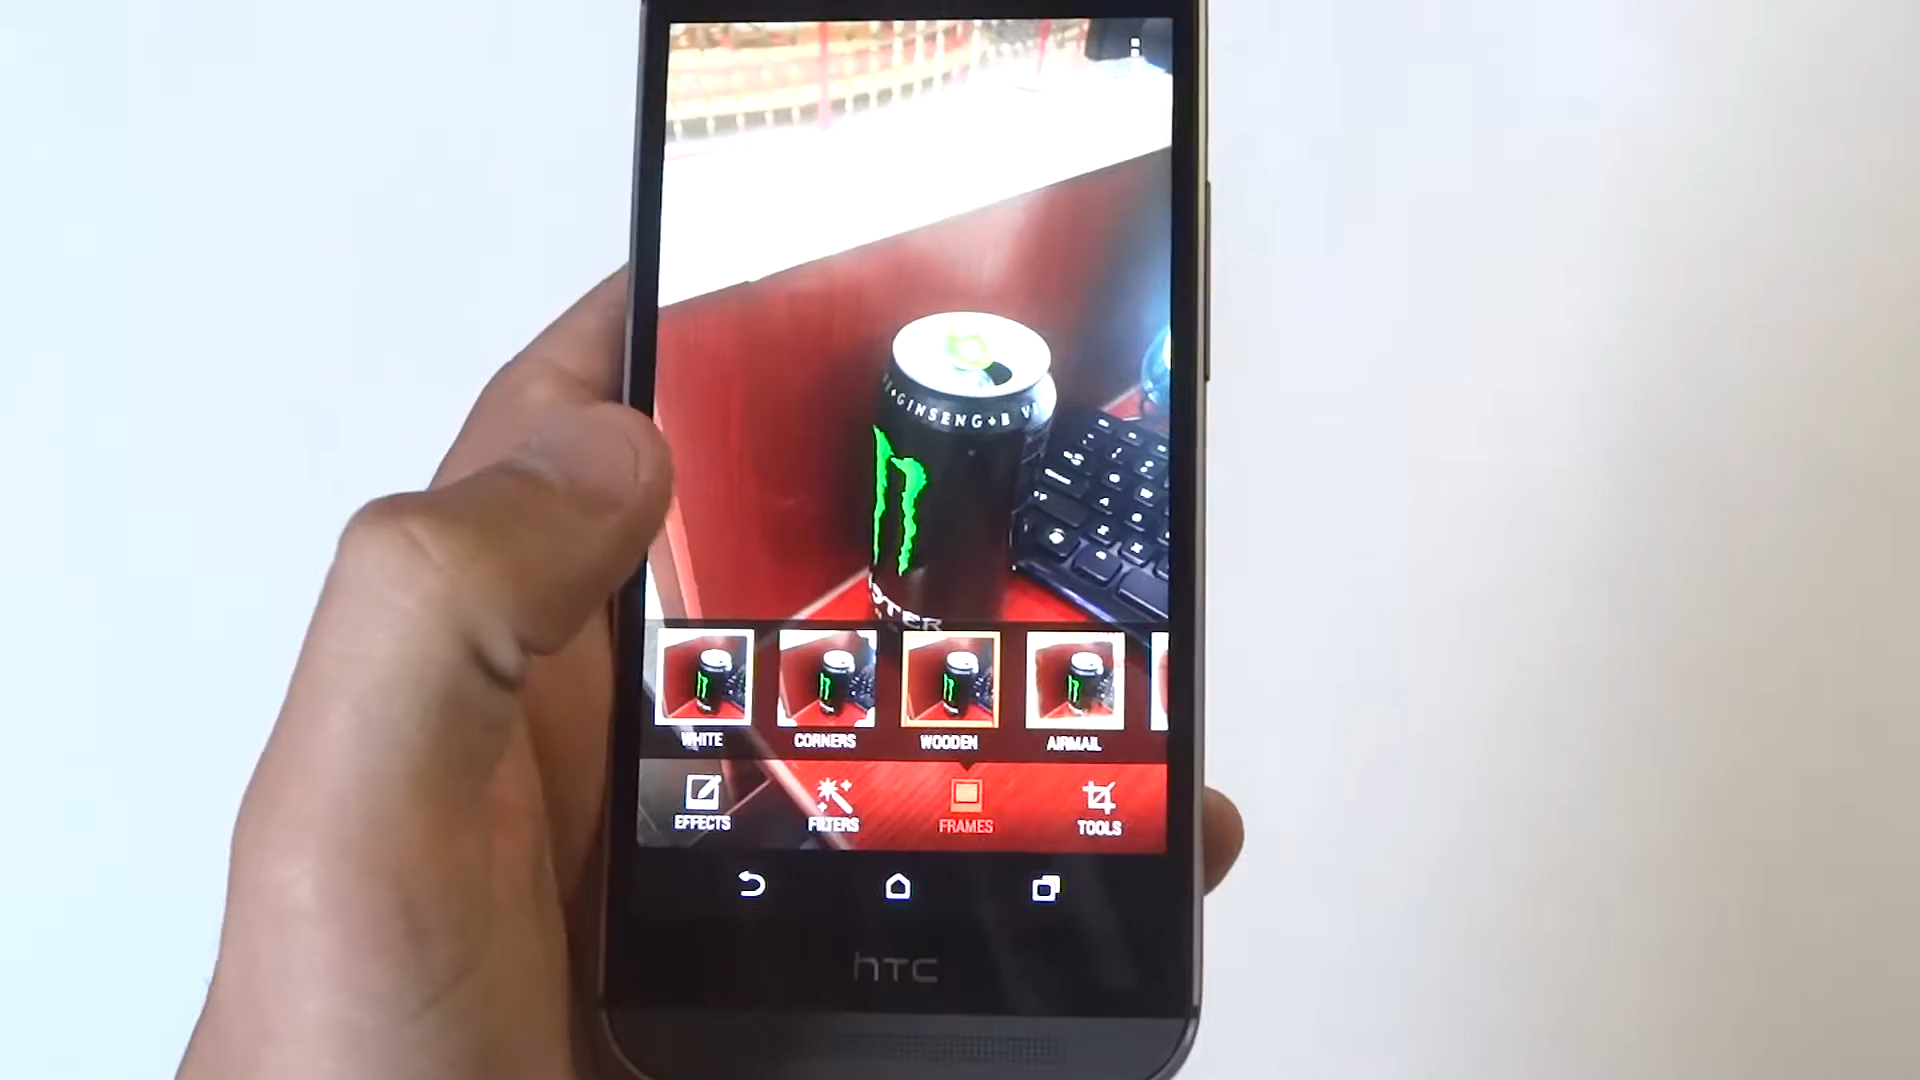 +GINSENG+B V
WHITE
CORNERS
WOODEN
AIRMAIL
EFFECTS
FILTERS
FRAMES
TOOLS
hTC